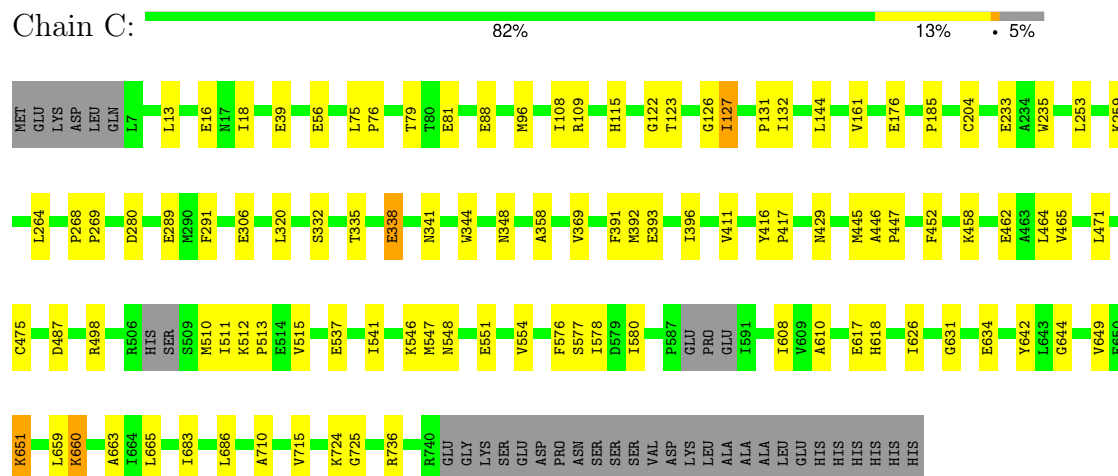 Chain C:
82% 13% • 5%
MET GLU LYS ASP LEU GLN L7 L13 E16 N17 I18 E39 E56 L75 P76 T79 T80 E81 E88 M96 I108 R109 H115 G122 T123 G126 I127 P131 I132 L144 V161 E176 P185 C204 E233 A234 W235 L253 K259
L264 P268 P269 D280 E289 M290 F291 E306 L320 S332 T335 E338 N341 W344 N348 A358 V369 F391 M392 E393 I396 V411 Y416 P417 N429 M445 A446 P447 F452 K458 E462 A463 L464 V465 L471
C475 D487 R498 R506 HIS SER S509 M510 I511 K512 P513 E514 V515 E537 I541 K546 M547 N548 E551 V554 F576 S577 I578 D579 I580 P587 GLU PRO GLU I591 I608 V609 A610 E617 H618 I626 G631 E634 Y642 L643 G644 V649 E650
K651 L659 K660 A663 I664 L665 I683 L686 A710 V715 K724 G725 R736 R740 GLU GLY LYS SER GLU ASP PRO ASN SER SER SER VAL ASP LYS LEU ALA ALA ALA LEU GLU HIS HIS HIS HIS HIS HIS